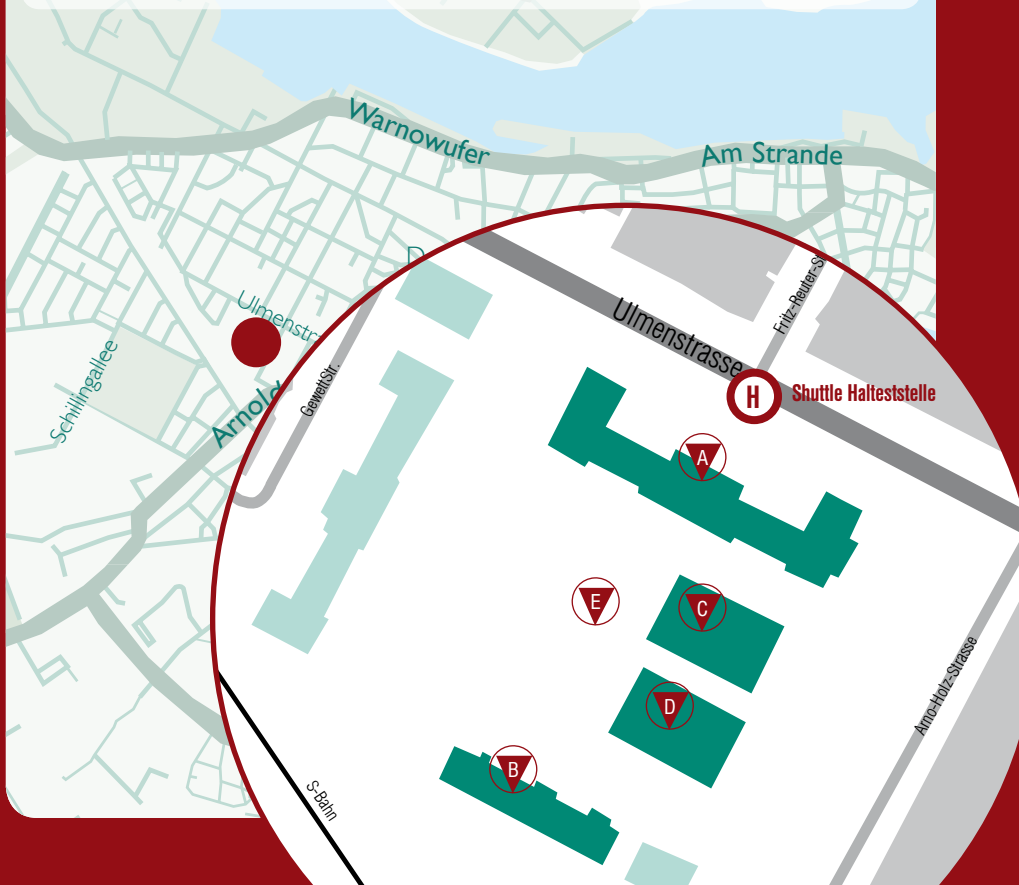 Warnowufer
Am Strande
D
Ulmenstr
Schillingallee
Arnold
GewettStr.
Ulmenstrasse
Fritz-Reuter-S
H
Shuttle Halteststelle
A
E
C
D
B
Arno-Holz-Strasse
S-Bahn